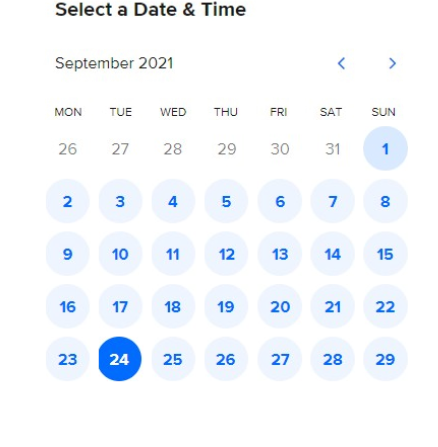 Select a Date & Time
September 2021
MON TUE WED THU FRI SAT SUN
26 27 28 29 30 31 1
2 3 4 5 6 7 8
9 10 11 12 13 14 15
16 17 18 19 20 21 22
23 24 25 26 27 28 29